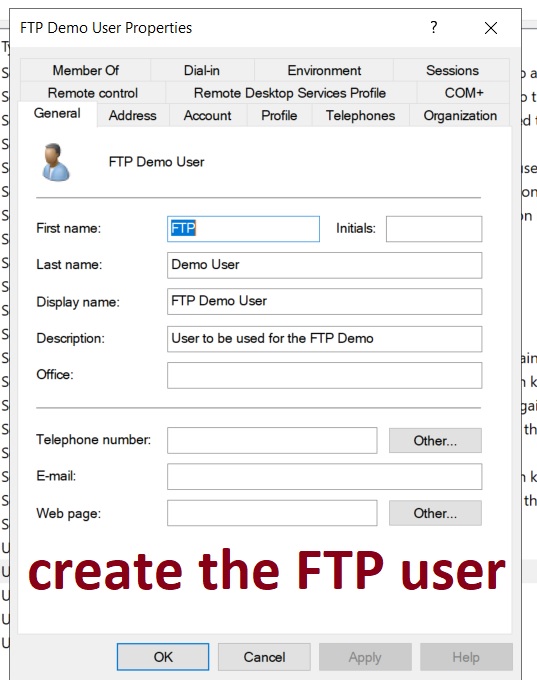 FTP Demo User Properties
?
Member Of Dial-in Environment Sessions
Remote control Remote Desktop Services Profile COM+
General Address Account Profile Telephones Organization
FTP Demo User
First name: FTP Initials:
Last name: Demo User
Display name: FTP Demo User
Description: User to be used for the FTP Demo
Office:
Telephone number: Other...
E-mail:
Web page: Other...
create the FTP user
OK Cancel Apply Help